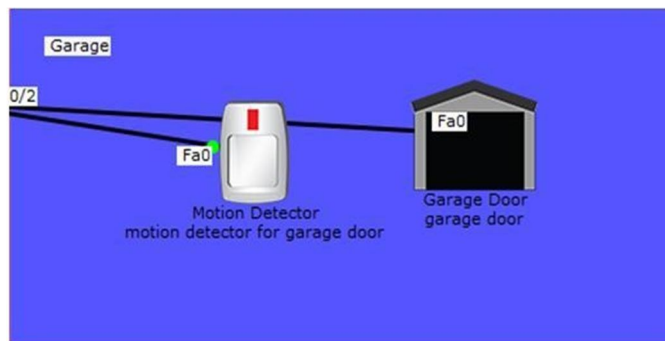 Garage
0/2
Fa0
Fa0
Motion Detector
motion detector for garage door
Garage Door
garage door